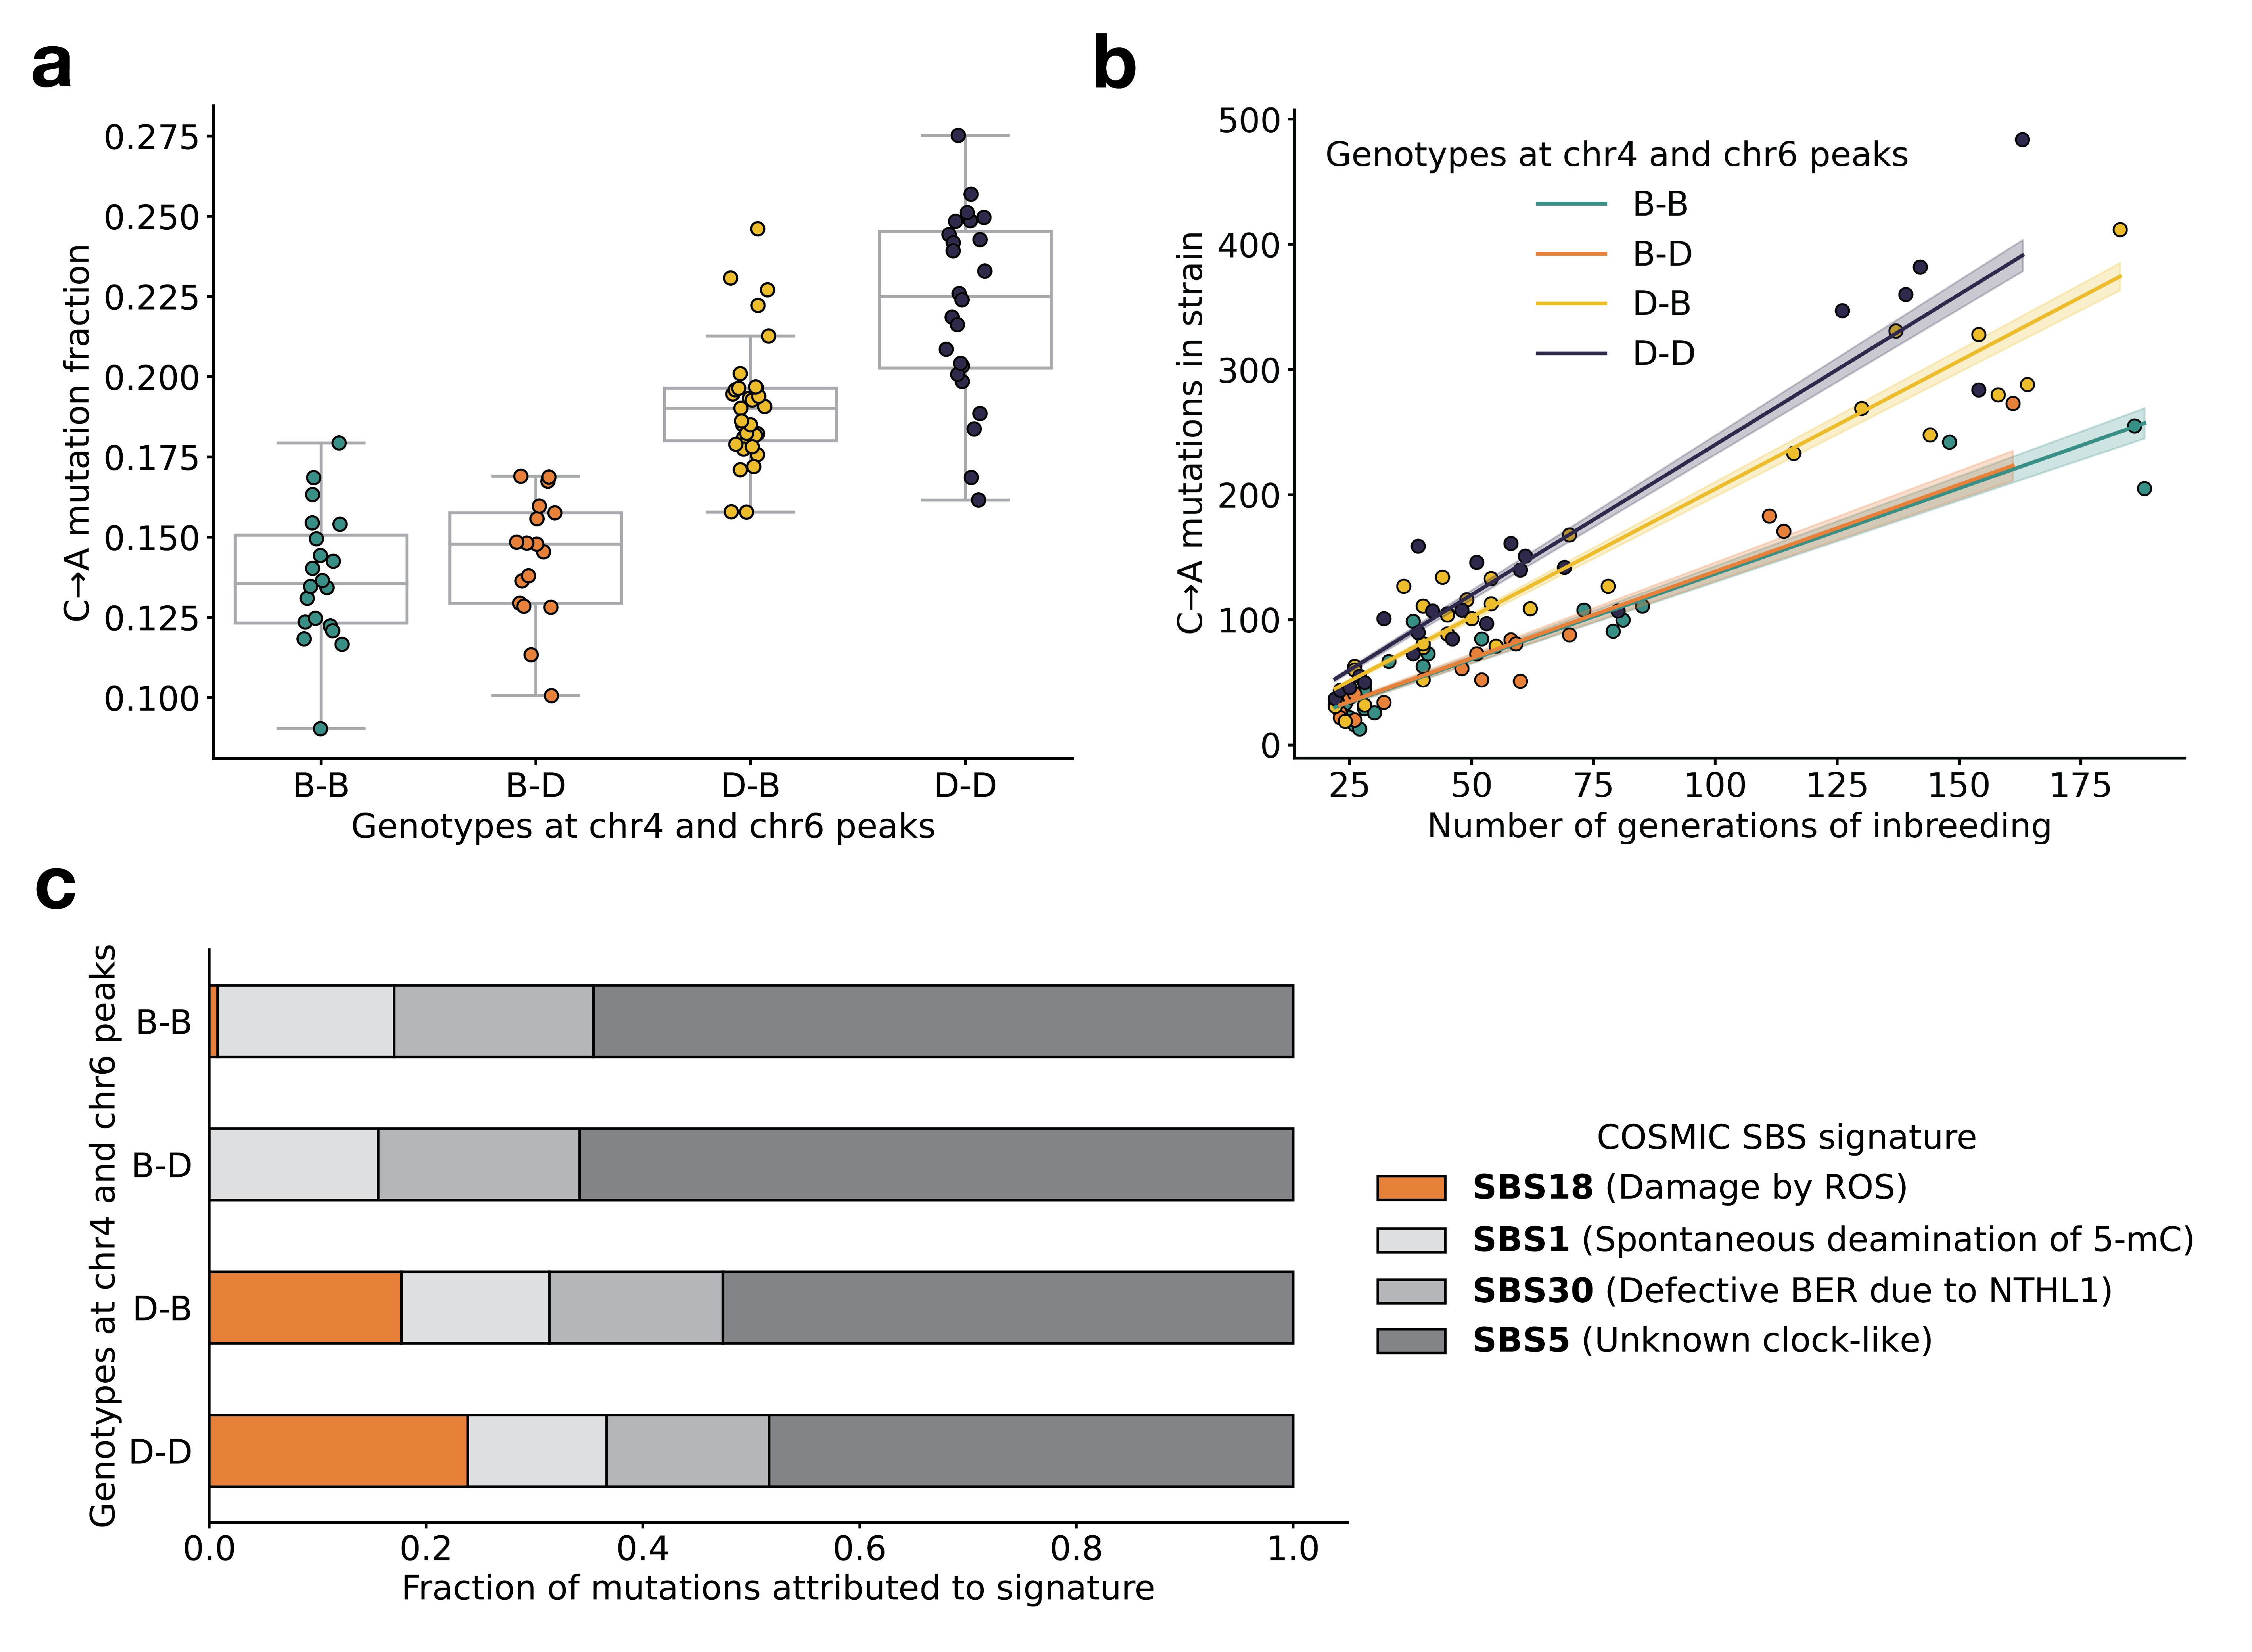 a
0.275
0.250
0.225
0.200
0.175
0.150
0.125
0.100
C→A mutation fraction
B-B
B-D
D-B
D-D
Genotypes at chr4 and chr6 peaks
b
500
400
300
200
100
0
C→A mutations in strain
Genotypes at chr4 and chr6 peaks
B-B
B-D
D-B
D-D
25
50
75
100
125
150
175
Number of generations of inbreeding
c
Genotypes at chr4 and chr6 peaks
B-B
B-D
D-B
D-D
0.0
0.2
0.4
0.6
0.8
1.0
Fraction of mutations attributed to signature
COSMIC SBS signature
SBS18 (Damage by ROS)
SBS1 (Spontaneous deamination of 5-mC)
SBS30 (Defective BER due to NTHL1)
SBS5 (Unknown clock-like)